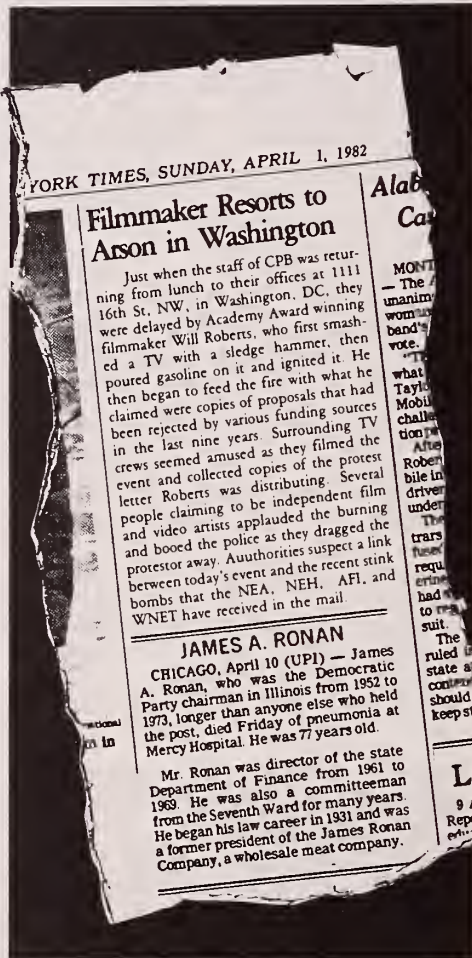 YORK TIMES, SUNDAY, APRIL 1, 1982
Filmmaker Resorts to
Arson in Washington
Just when the staff of CPB was retur-
ning from lunch to their offices at 1111
16th St, NW, in Washington, DC, they
were delayed by Academy Award winning
filmmaker Will Roberts, who first smash-
ed a TV with a sledge hammer, then
poured gasoline on it and ignited it. He
then began to feed the fire with what he
claimed were copies of proposals that had
been rejected by various funding sources
in the last nine years. Surrounding TV
crews seemed amused as they filmed the
event and collected copies of the protest
letter Roberts was distributing. Several
people claiming to be independent film
and video artists applauded the burning
and booed the police as they dragged the
protestor away. Auuthorities suspect a link
between today's event and the recent stink
bombs that the NEA, NEH, AFI, and
WNET have received in the mail.
JAMES A. RONAN
CHICAGO, April 10 (UPI) — James
A. Ronan, who was the Democratic
Party chairman in Illinois from 1952 to
1973, longer than anyone else who held
the post, died Friday of pneumonia at
Mercy Hospital. He was 77 years old.
Mr. Ronan was director of the state
Department of Finance from 1961 to
1969. He was also a committeeman
from the Seventh Ward for many years.
He began his law career in 1931 and was
a former president of the James Ronan
Company, a wholesale meat company.
in
Alab
Cas
MONT
— The A
unanim
wom
band's
vote.
what
Taylo
Mobil
challe
tion
Afte
Rober
bile in
driver
under
The
trars
fused
requ
had
to
suit.
The
ruled
state a
conten
should
keep st
L
9 A
Repo